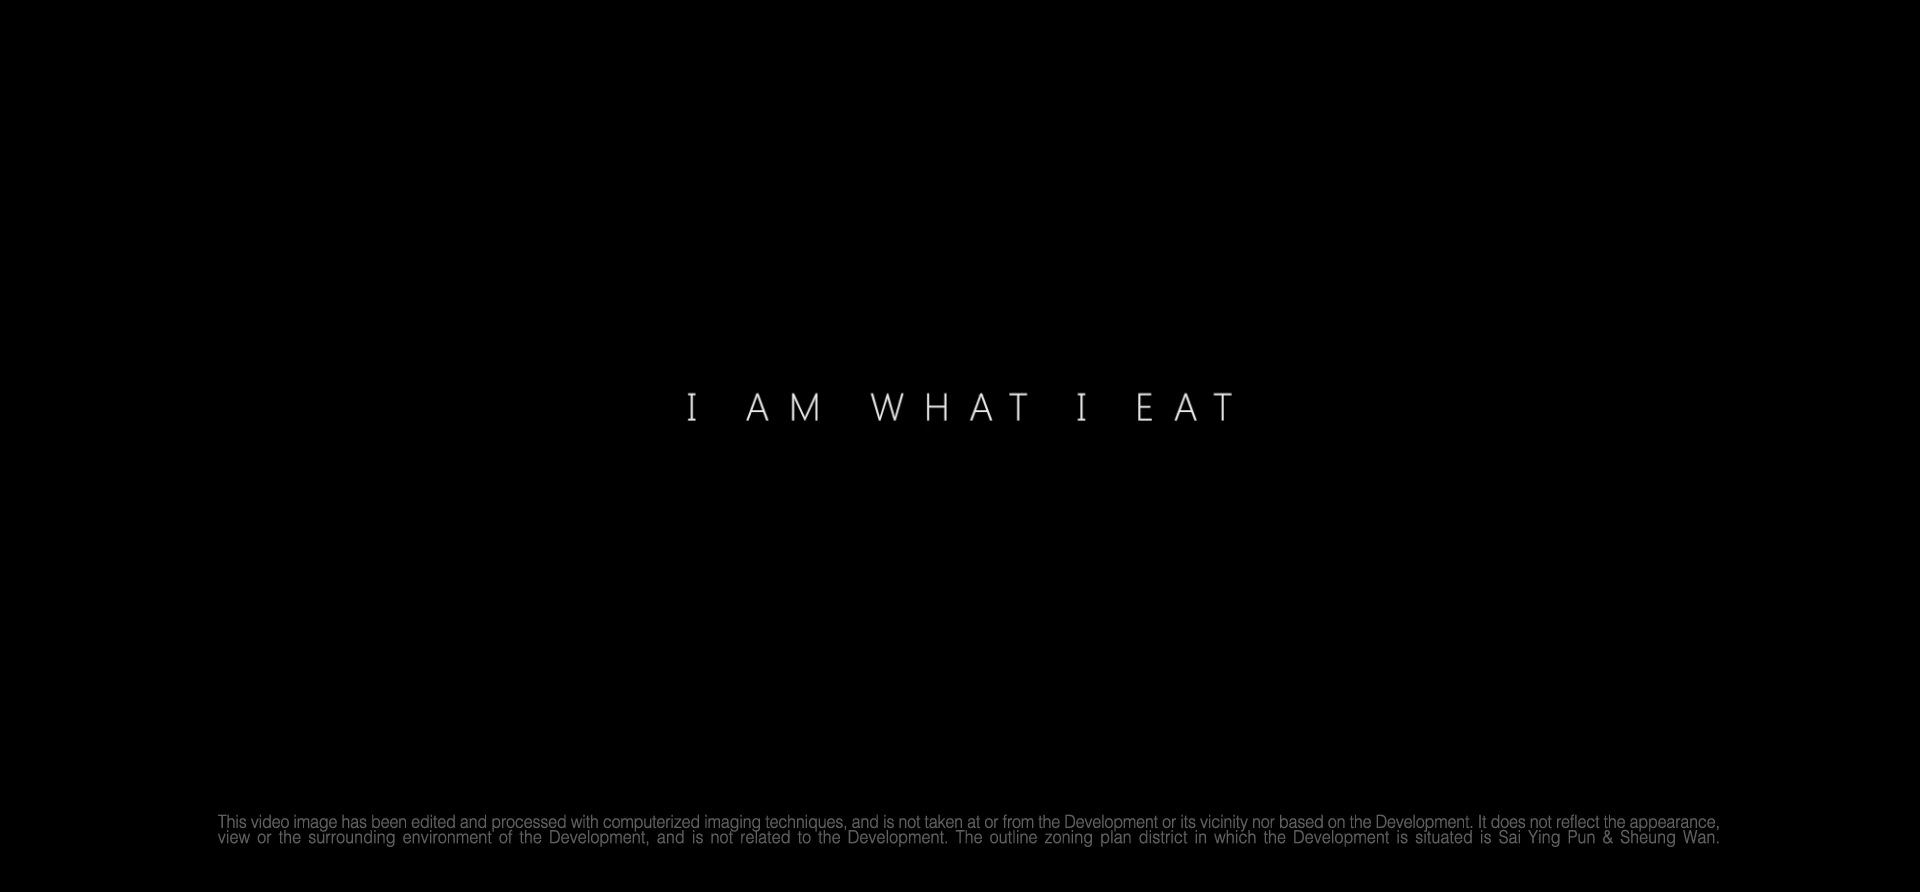 I AM WHAT I EAT
This video image has been edited and processed with computerized imaging techniques, and is not taken at or from the Development or its vicinity nor based on the Development. It does not reflect the appearance,
view or the surrounding environment of the Development, and is not related to the Development. The outline zoning plan district in which the Development is situated is Sai Ying Pun & Sheung Wan.